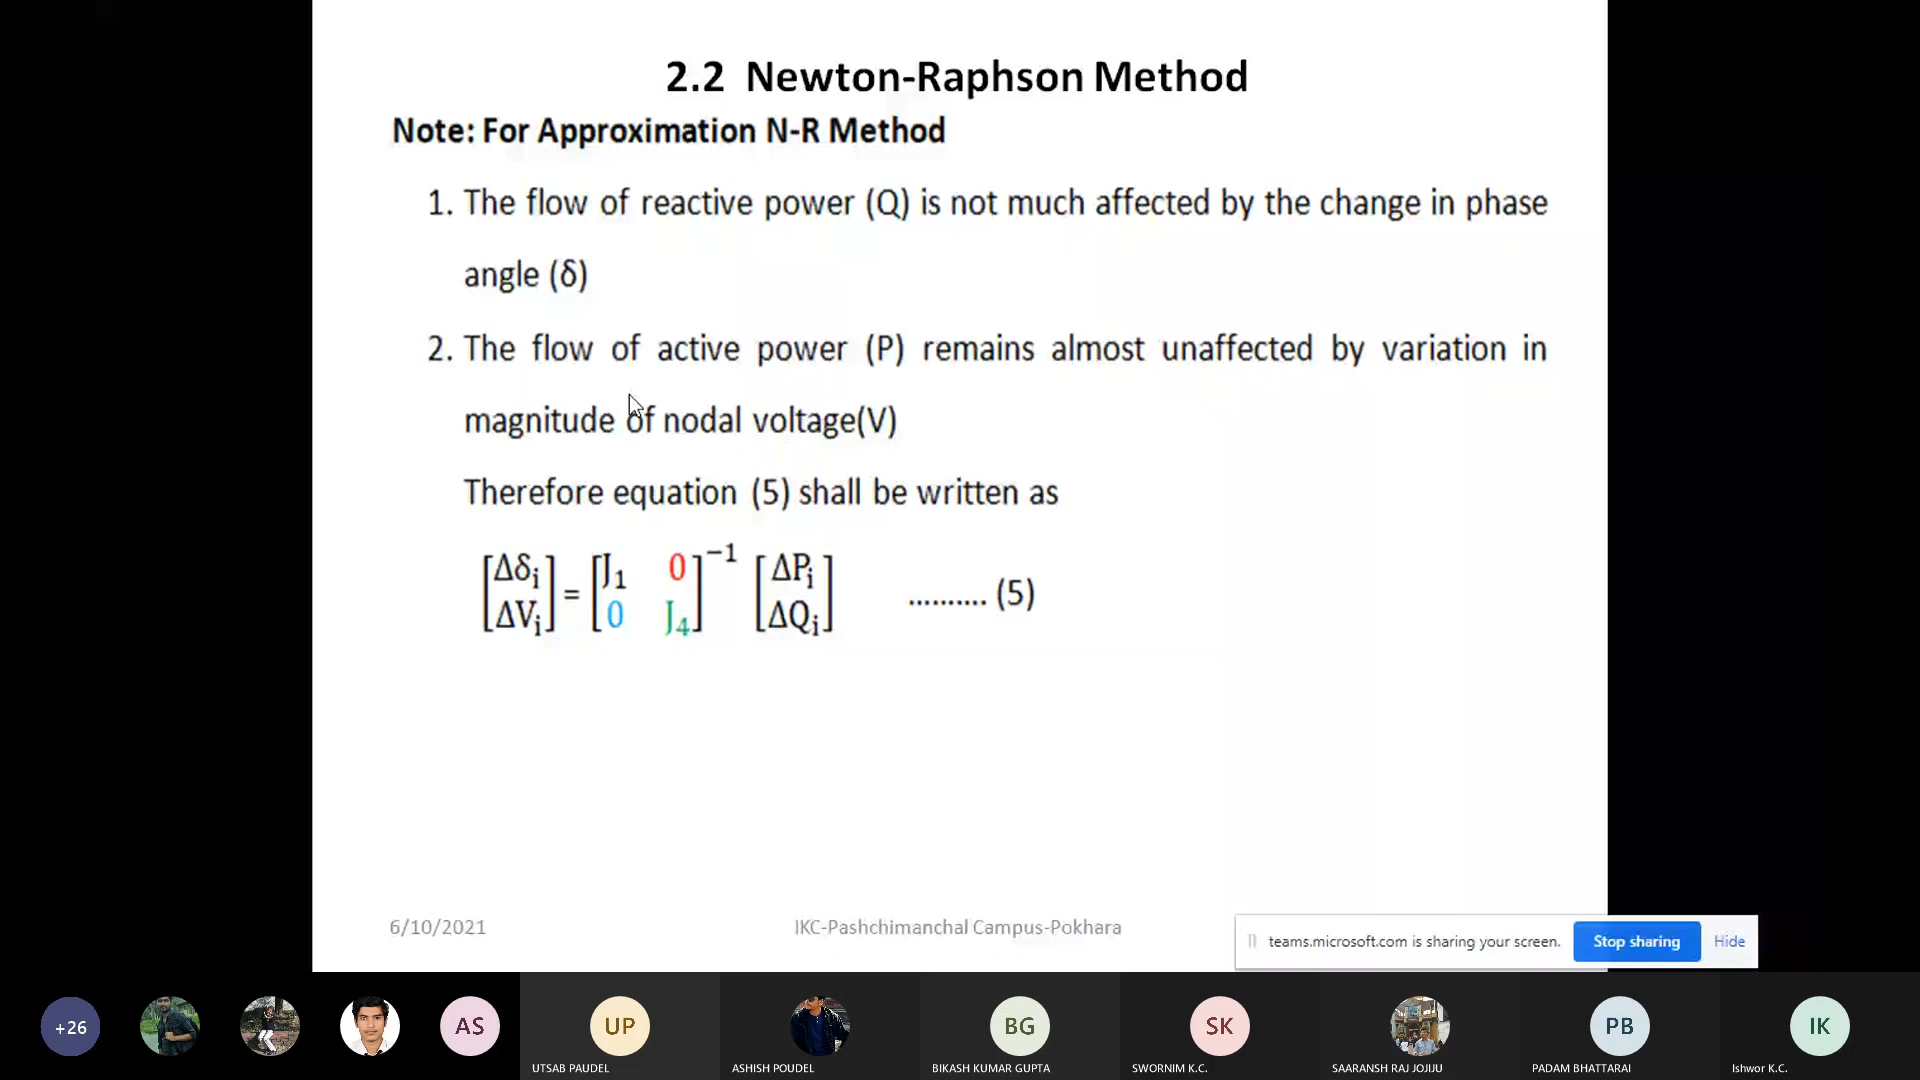 2.2 Newton-Raphson Method
Note: For Approximation N-R Method
1. The flow of reactive power (Q) is not much affected by the change in phase
angle (δ)
2. The flow of active power (P) remains almost unaffected by variation in
magnitude of nodal voltage(V)
Therefore equation (5) shall be written as
[Δδi ΔVi] = [J1 0 0 J4]⁻¹ [ΔPi ΔQi] .......... (5)
6/10/2021
IKC-Pashchimanchal Campus-Pokhara
teams.microsoft.com is sharing your screen.
Stop sharing
Hide
+26
AS
UP
BG
SK
PB
IK
UTSAB PAUDEL
ASHISH POUDEL
BIKASH KUMAR GUPTA
SWORNIM K.C.
SAARANSH RAJ JOJIJU
PADAM BHATTARAI
Ishwor K.C.